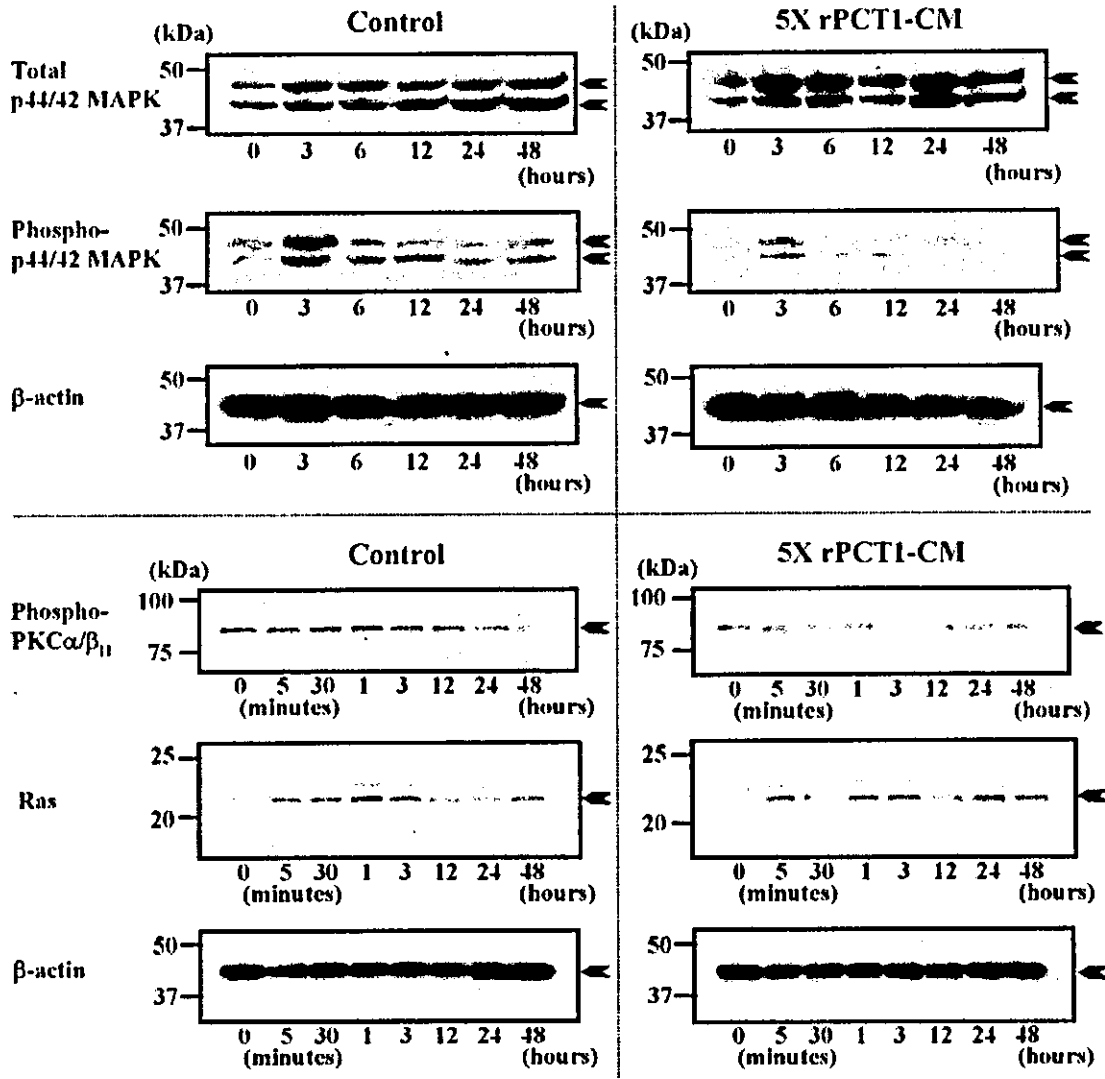 Control
5X rPCT1-CM
(kDa)
(kDa)
Total
p44/42 MAPK
50
37
0 3 6 12 24 48
(hours)
50
37
0 3 6 12 24 48
(hours)
Phospho-
p44/42 MAPK
50
37
0 3 6 12 24 48
(hours)
50
37
0 3 6 12 24 48
(hours)
β-actin
50
37
0 3 6 12 24 48
(hours)
50
37
0 3 6 12 24 48
(hours)
Control
5X rPCT1-CM
(kDa)
(kDa)
Phospho-
PKCα/βII
100
75
0 5 30 1 3 12 24 48
(minutes) (hours)
100
75
0 5 30 1 3 12 24 48
(minutes) (hours)
Ras
25
20
0 5 30 1 3 12 24 48
(minutes) (hours)
25
20
0 5 30 1 3 12 24 48
(minutes) (hours)
β-actin
50
37
0 5 30 1 3 12 24 48
(minutes) (hours)
50
37
0 5 30 1 3 12 24 48
(minutes) (hours)